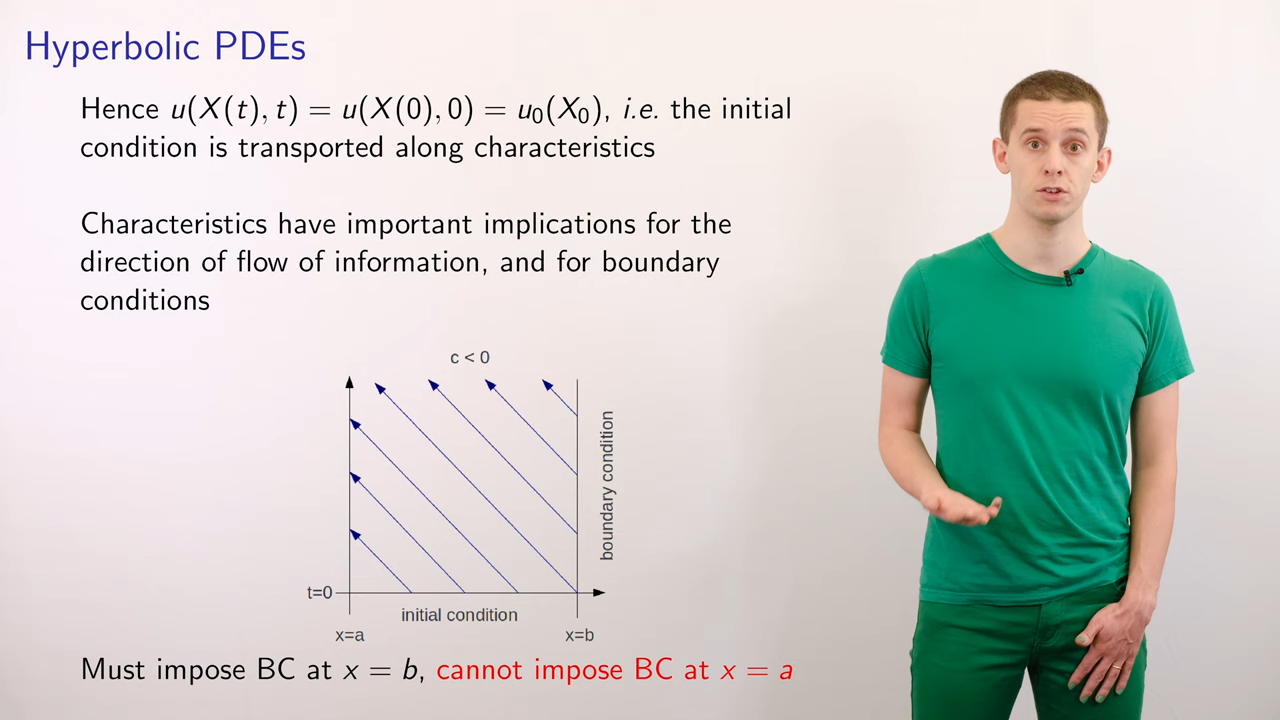 Hyperbolic PDEs
Hence u(X(t), t) = u(X(0), 0) = u₀(X₀), i.e. the initial
condition is transported along characteristics
Characteristics have important implications for the
direction of flow of information, and for boundary
conditions
c < 0
boundary condition
t=0
initial condition
x=a
x=b
Must impose BC at x = b, cannot impose BC at x = a